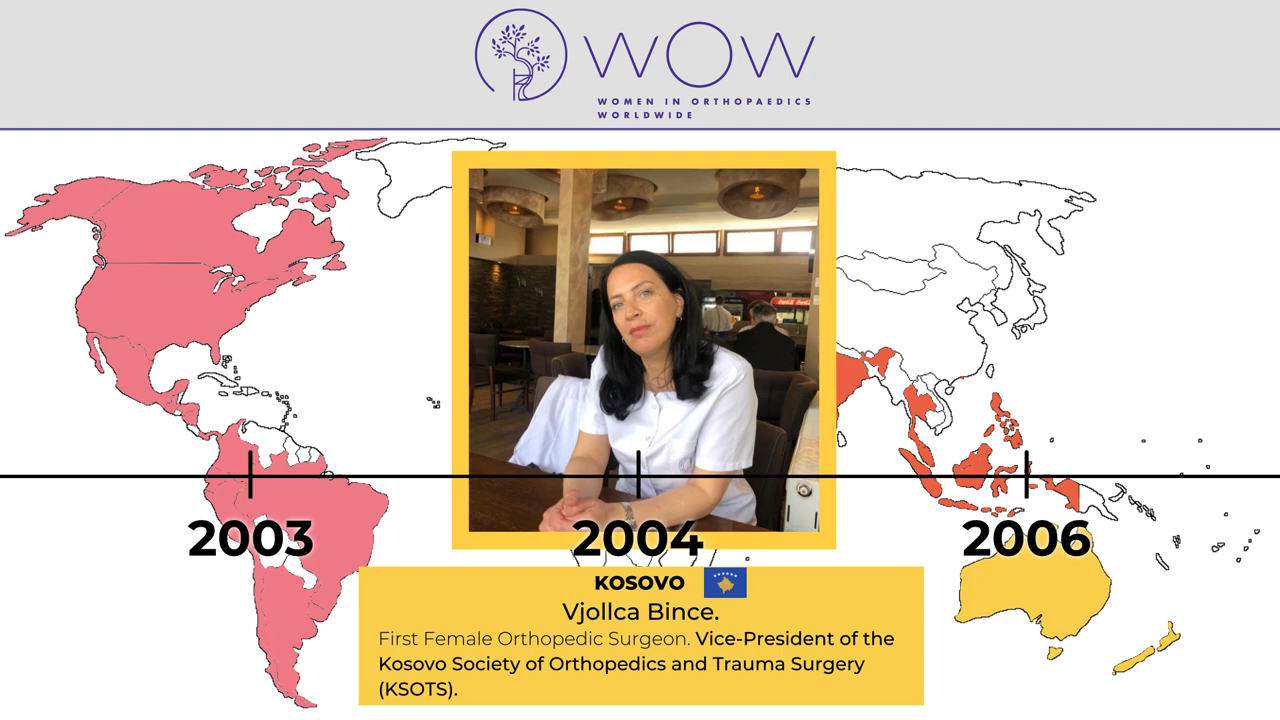 WOW
WOMEN IN ORTHOPAEDICS
WORLDWIDE
2003
2004
2006
KOSOVO
Vjollca Bince.
First Female Orthopedic Surgeon. Vice-President of the
Kosovo Society of Orthopedics and Trauma Surgery
(KSOTS).